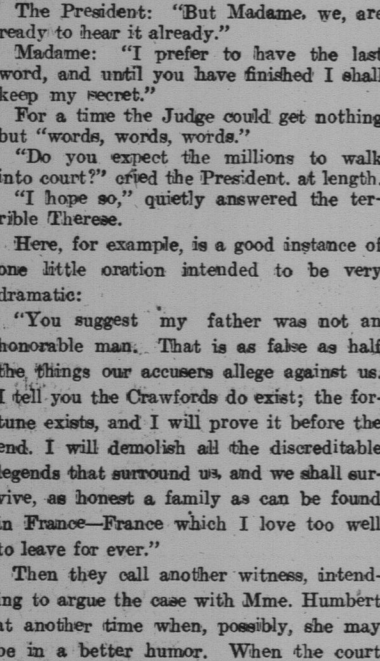 The President: "But Madame, we, are
ready to hear it already."
Madame: "I prefer to have the last
word, and until you have finished I shall
keep my secret."
For a time the Judge could get nothing
but "words, words, words."
"Do you expect the millions to walk
into court?" cried the President. at length.
"I hope so," quietly answered the ter-
rible Therese.
Here, for example, is a good instance of
one little oration intended to be very
dramatic:
"You suggest my father was not an
honorable man. That is as false as half
the things our accusers allege against us.
I tell you the Crawfords do exist; the for-
tune exists, and I will prove it before the
end. I will demolish all the discreditable
legends that surround us, and we shall sur-
vive, as honest a family as can be found
in France—France which I love too well
to leave for ever."
Then they call another witness, intend-
ing to argue the case with Mme. Humbert
at another time when, possibly, she may
be in a better humor. When the court